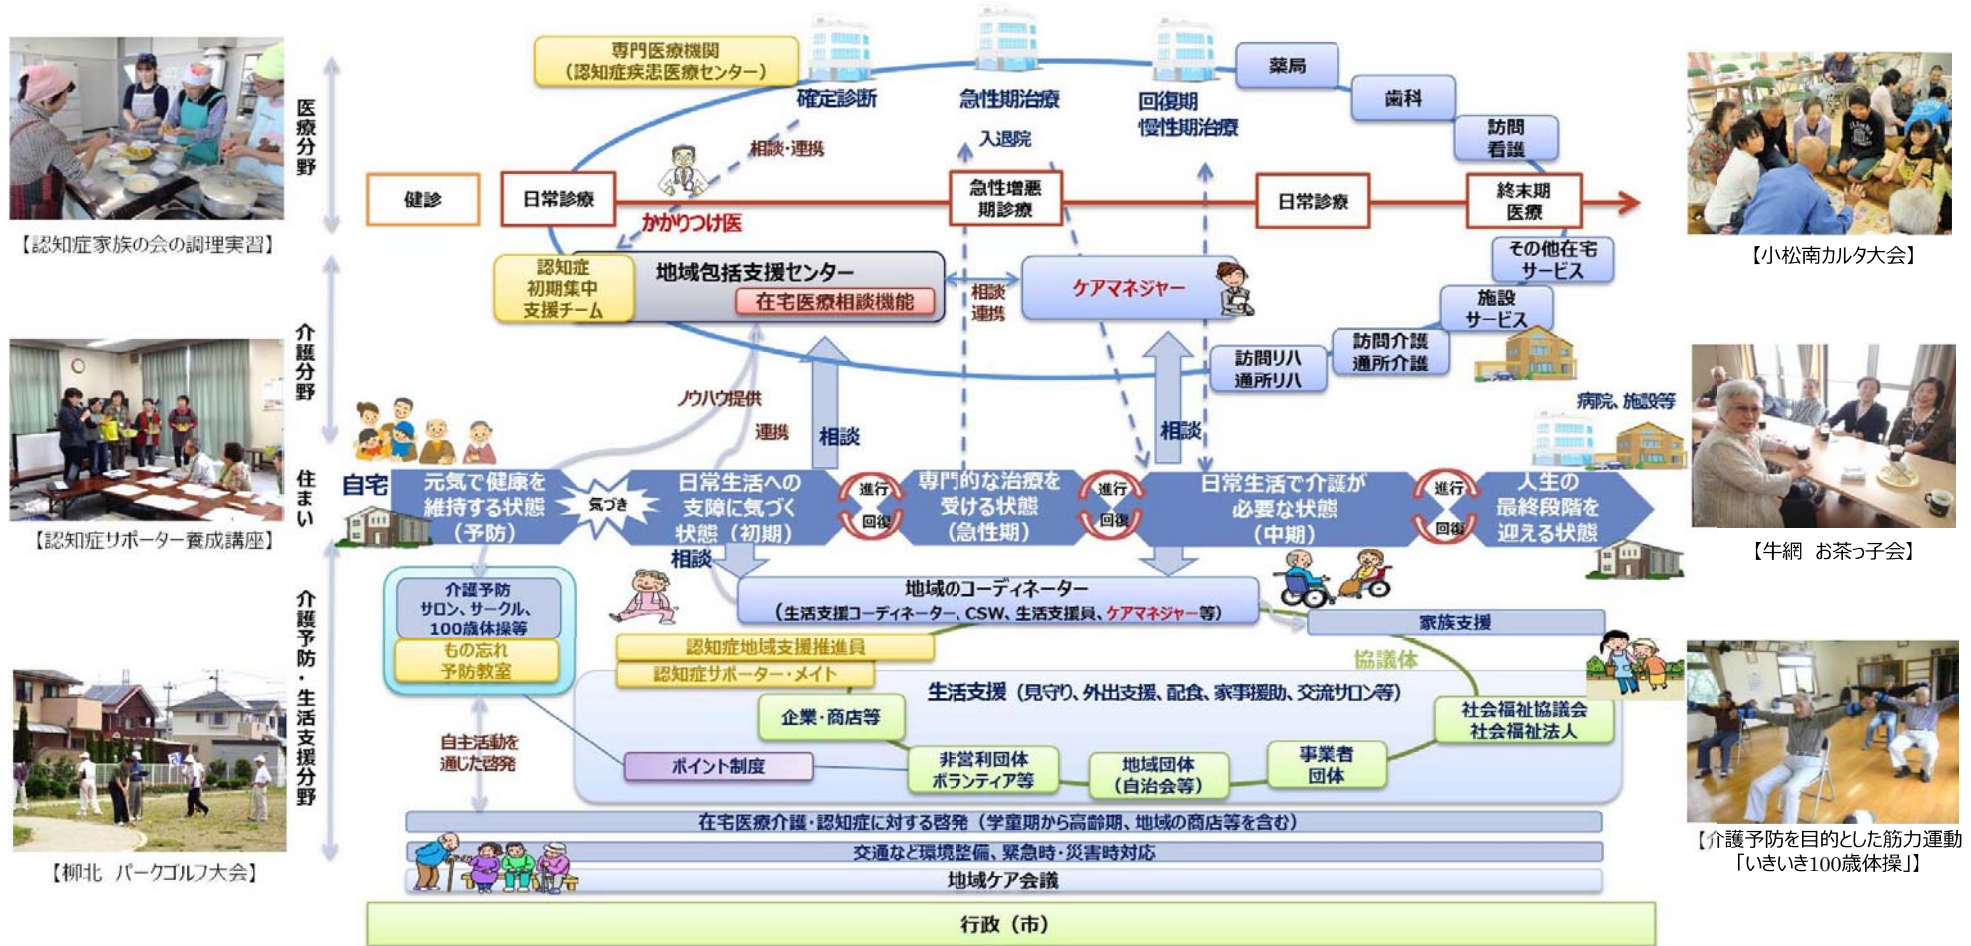 【認知症家族の会の調理実習】
【認知症サポーター養成講座】
【柳北　パークゴルフ大会】
医療分野
介護分野
住まい
介護予防・生活支援分野
専門医療機関
（認知症疾患医療センター）
確定診断
急性期治療
回復期
慢性期治療
薬局
歯科
訪問
看護
相談・連携
入退院
健診
日常診療
かかりつけ医
急性増悪
期診療
日常診療
終末期
医療
認知症
初期集中
支援チーム
地域包括支援センター
在宅医療相談機能
相談
連携
ケアマネジャー
その他在宅
サービス
施設
サービス
訪問介護
通所介護
訪問リハ
通所リハ
ノウハウ提供
連携
相談
相談
病院、施設等
自宅
元気で健康を
維持する状態
（予防）
気づき
日常生活への
支障に気づく
状態（初期）
進行
回復
専門的な治療を
受ける状態
（急性期）
進行
回復
日常生活で介護が
必要な状態
（中期）
進行
回復
人生の
最終段階を
迎える状態
相談
介護予防
サロン、サークル、
100歳体操等
もの忘れ
予防教室
地域のコーディネーター
（生活支援コーディネーター、CSW、生活支援員、ケアマネジャー等）
家族支援
認知症地域支援推進員
認知症サポーター・メイト
協議体
生活支援（見守り、外出支援、配食、家事援助、交流サロン等）
企業・商店等
社会福祉協議会
社会福祉法人
自主活動を
通じた啓発
ポイント制度
非営利団体
ボランティア等
地域団体
（自治会等）
事業者
団体
在宅医療介護・認知症に対する啓発（学童期から高齢期、地域の商店等を含む）
交通など環境整備、緊急時・災害時対応
地域ケア会議
行政（市）
【小松南カルタ大会】
【牛網　お茶っ子会】
【介護予防を目的とした筋力運動
「いきいき100歳体操」】